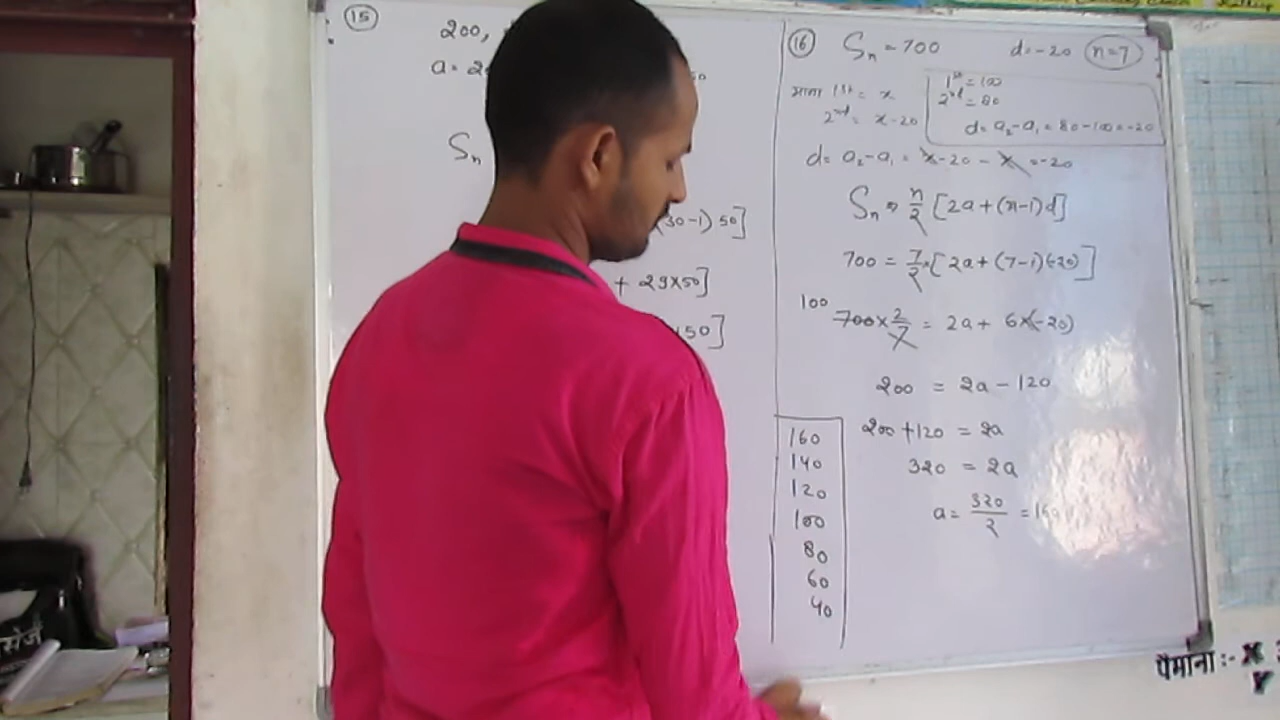 15
200,
a = 2
50
Sn
(30-1) 50]
+ 29×50]
150]
16
Sn = 700 d = -20 n = 7
माना 1st = x
2nd = x-20
1st = 100
2nd = 80
d = a₂-a₁ = 80-100 = -20
d = a₂-a₁ = x-20 - x = -20
Sn = n/2 [2a+(n-1)d]
700 = 7/2 × [2a+(7-1)(-20)]
100
700 × 2/7 = 2a + 6×(-20)
200 = 2a - 120
200 + 120 = 2a
320 = 2a
a = 320/2 = 160
160
140
120
100
80
60
40
पैमाना :- X
Y